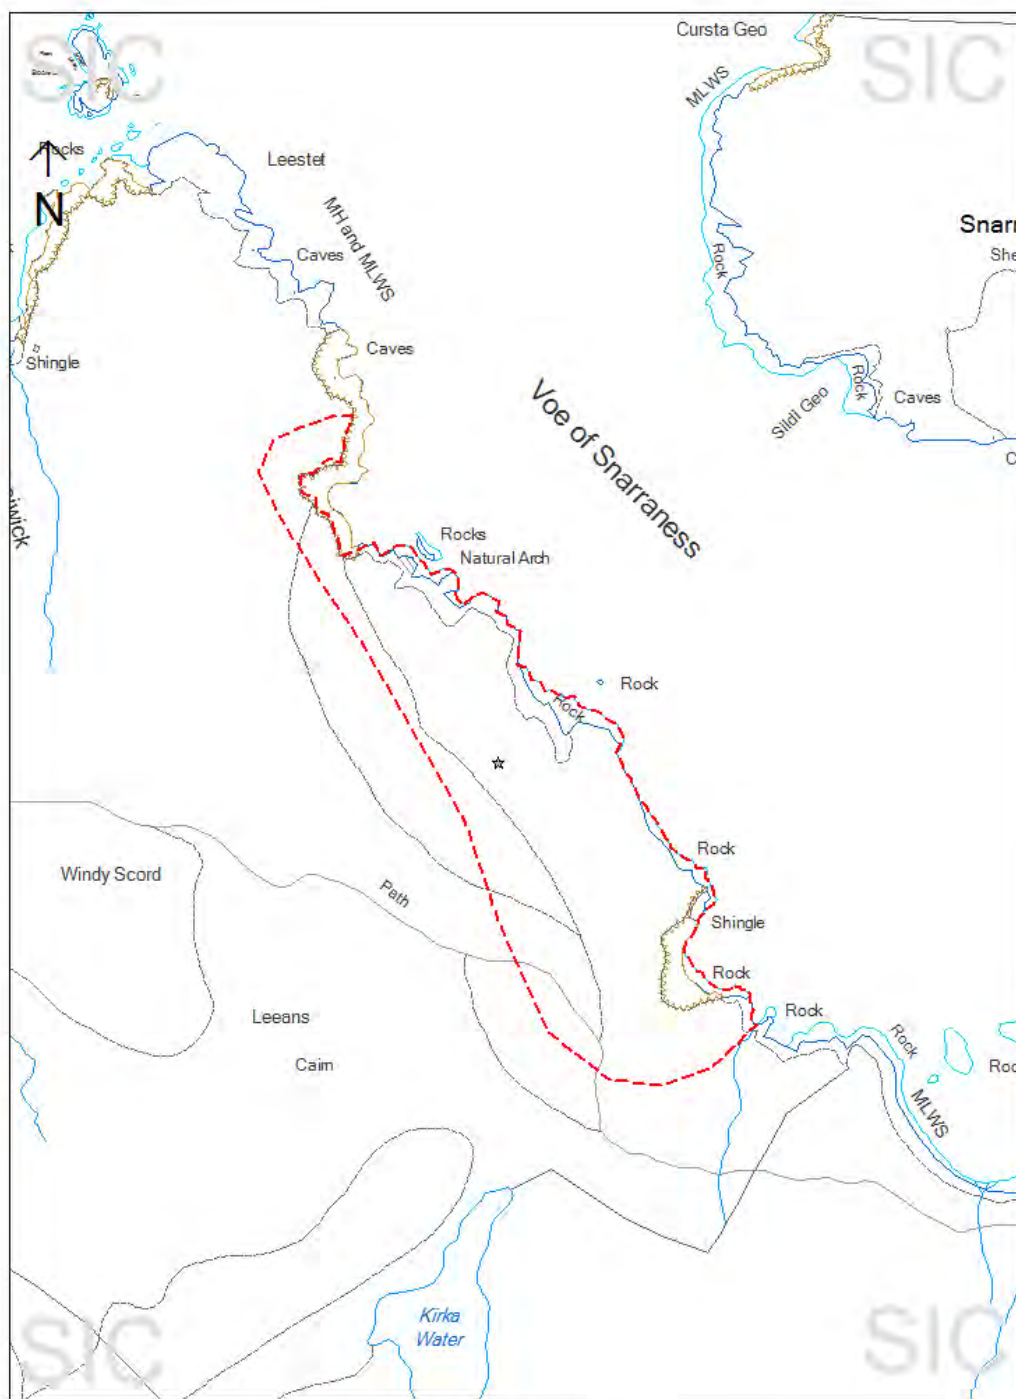 SIC
SIC
Cursta Geo
MLWS
Rocks
N
Leestet
MH and MLWS
Caves
Caves
Shingle
Rock
Snarr
She
Rock
Sildi Geo
Caves
Voe of Snarraness
Rocks
Natural Arch
Rock
Rock
Rock
Windy Scord
Path
Shingle
Rock
Rock
Rock
Roc
MLWS
Leeans
Cairn
Kirka
Water
SIC
SIC